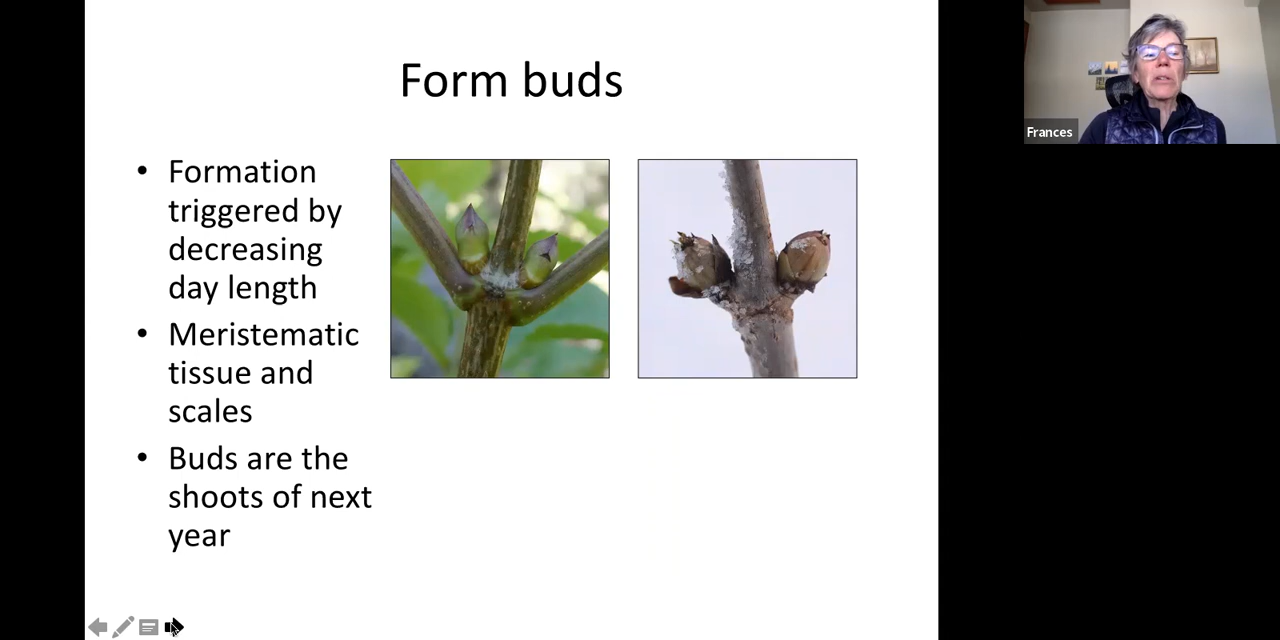 Form buds
• Formation
triggered by
decreasing
day length
• Meristematic
tissue and
scales
• Buds are the
shoots of next
year
Frances